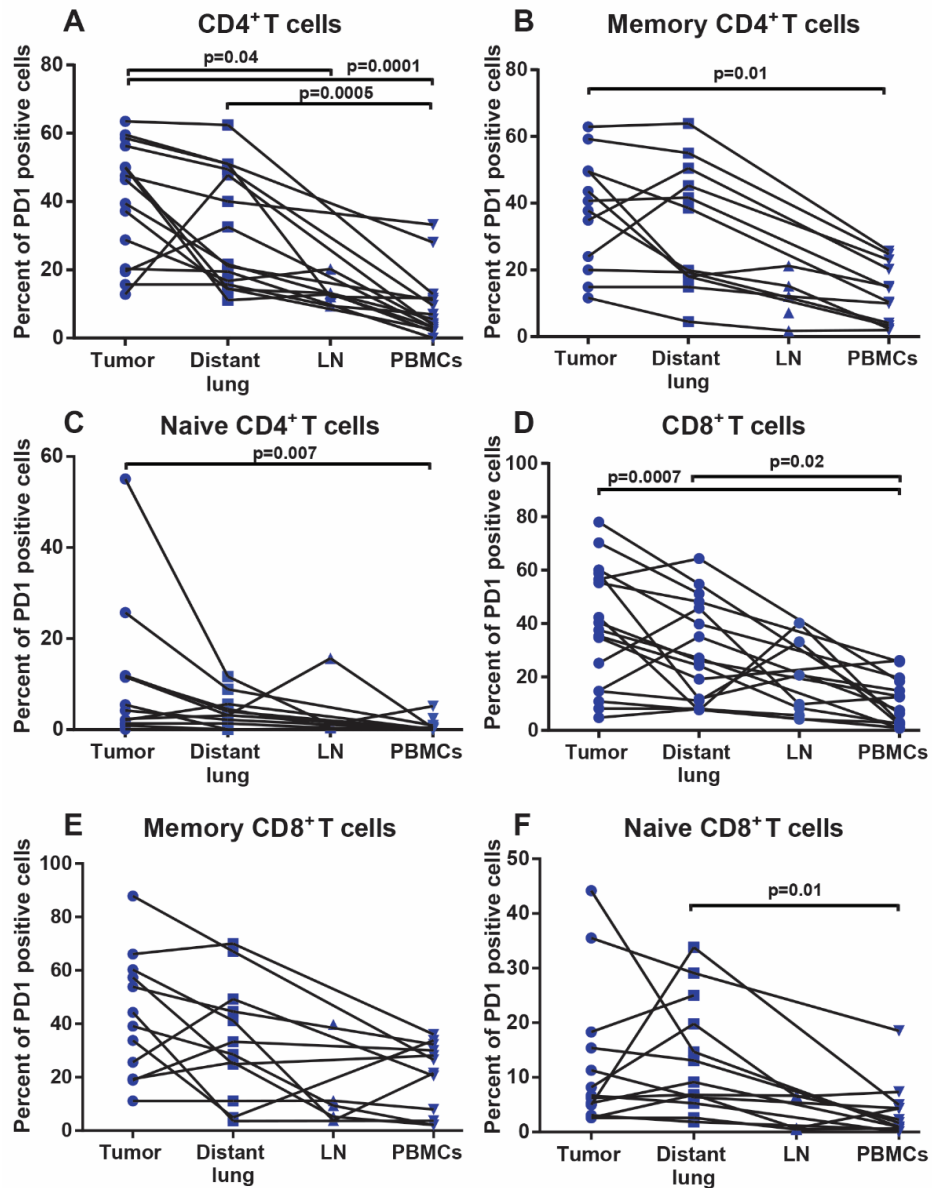 A
CD4+ T cells
p=0.04
p=0.0001
p=0.0005
Percent of PD1 positive cells
80
60
40
20
0
Tumor
Distant lung
LN
PBMCs
B
Memory CD4+ T cells
p=0.01
Percent of PD1 positive cells
80
60
40
20
0
Tumor
Distant lung
LN
PBMCs
C
Naive CD4+ T cells
p=0.007
Percent of PD1 positive cells
60
40
20
0
Tumor
Distant lung
LN
PBMCs
D
CD8+ T cells
p=0.02
p=0.0007
Percent of PD1 positive cells
100
80
60
40
20
0
Tumor
Distant lung
LN
PBMCs
E
Memory CD8+ T cells
Percent of PD1 positive cells
100
80
60
40
20
0
Tumor
Distant lung
LN
PBMCs
F
Naive CD8+ T cells
p=0.01
Percent of PD1 positive cells
50
40
30
20
10
0
Tumor
Distant lung
LN
PBMCs